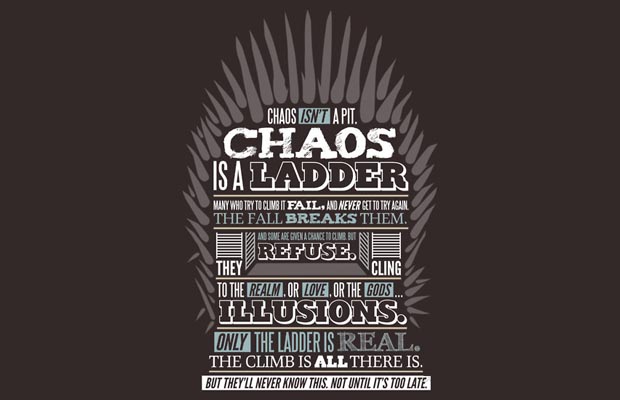 CHAOS ISN'T A PIT.
CHAOS
IS A LADDER
MANY WHO TRY TO CLIMB IT FAIL, AND NEVER GET TO TRY AGAIN.
THE FALL BREAKS THEM.
AND SOME ARE GIVEN A CHANCE TO CLIMB. BUT
REFUSE.
THEY CLING
TO THE REALM, OR LOVE, OR THE GODS...
ILLUSIONS.
ONLY THE LADDER IS REAL.
THE CLIMB IS ALL THERE IS.
BUT THEY'LL NEVER KNOW THIS. NOT UNTIL IT'S TOO LATE.